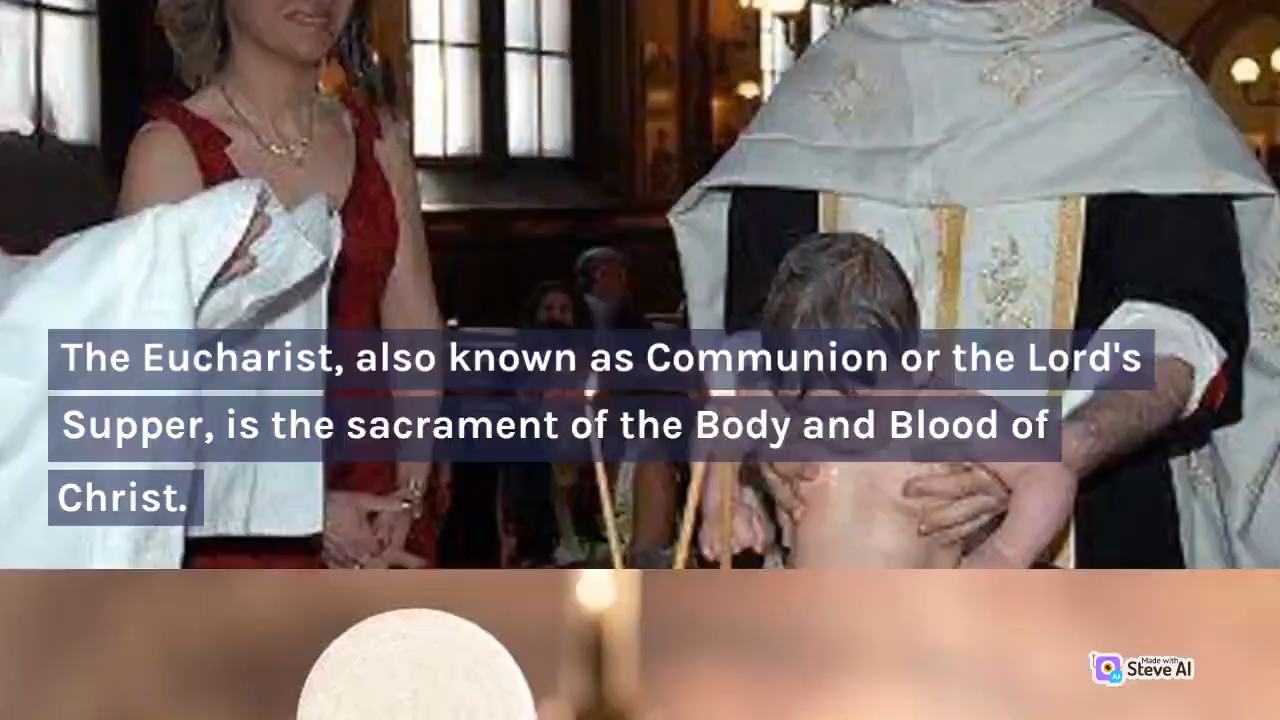 The Eucharist, also known as Communion or the Lord's
Supper, is the sacrament of the Body and Blood of
Christ.
Made with
Steve AI
AI